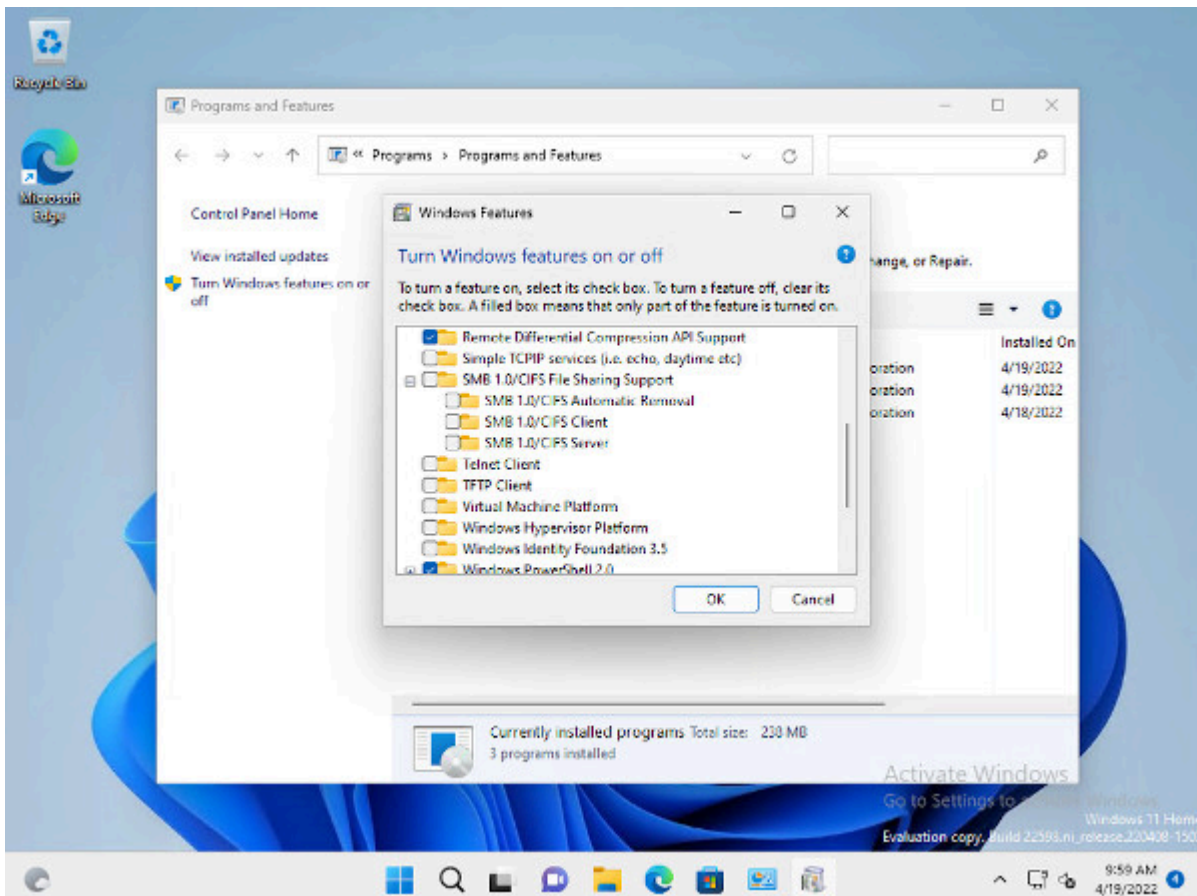 Recycle Bin
Microsoft
Edge
Programs and Features
« Programs › Programs and Features
Control Panel Home
View installed updates
Turn Windows features on or
off
hange, or Repair.
Installed On
oration 4/19/2022
oration 4/19/2022
oration 4/18/2022
Windows Features
Turn Windows features on or off
To turn a feature on, select its check box. To turn a feature off, clear its
check box. A filled box means that only part of the feature is turned on.
Remote Differential Compression API Support
Simple TCPIP services (i.e. echo, daytime etc)
SMB 1.0/CIFS File Sharing Support
SMB 1.0/CIFS Automatic Removal
SMB 1.0/CIFS Client
SMB 1.0/CIFS Server
Telnet Client
TFTP Client
Virtual Machine Platform
Windows Hypervisor Platform
Windows Identity Foundation 3.5
Windows PowerShell 2.0
OK Cancel
Currently installed programs Total size: 238 MB
3 programs installed
Activate Windows
Go to Settings to Windows
Windows 11 Home
Evaluation copy. Build 22598.ni_release.220408-150
9:59 AM
4/19/2022